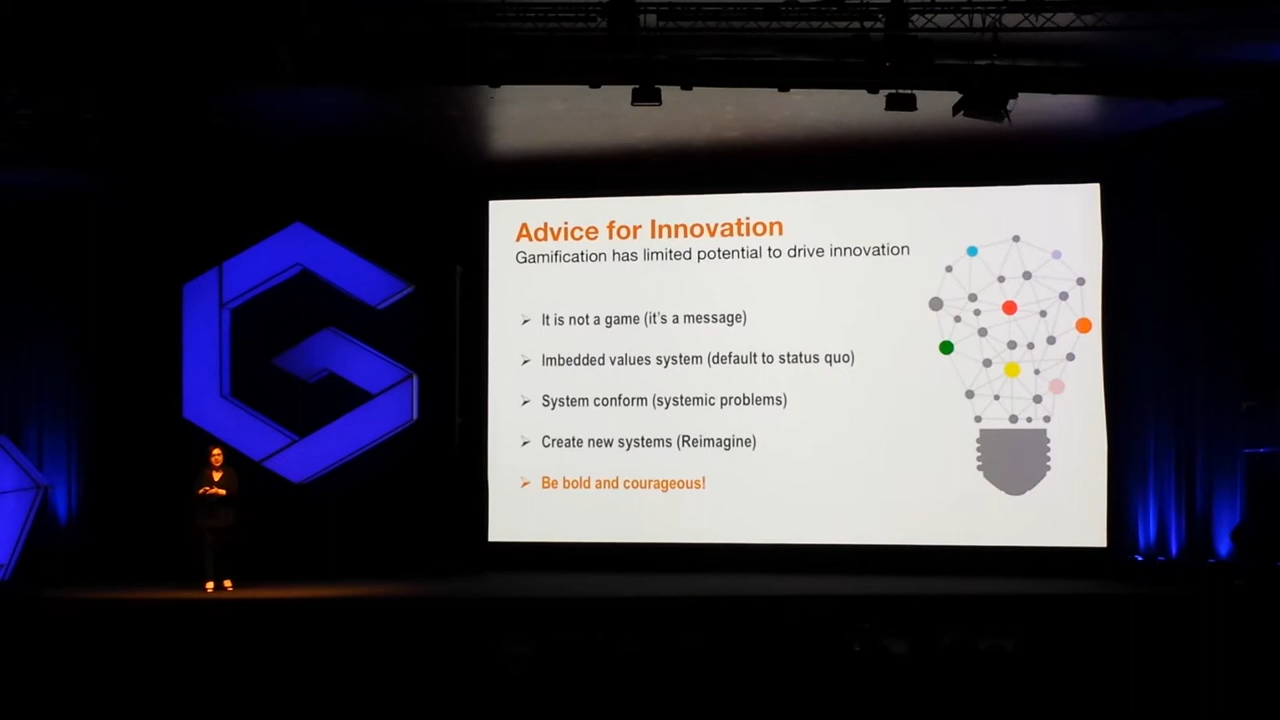 Advice for Innovation
Gamification has limited potential to drive innovation
➢ It is not a game (it's a message)
➢ Imbedded values system (default to status quo)
➢ System conform (systemic problems)
➢ Create new systems (Reimagine)
➢ Be bold and courageous!
G